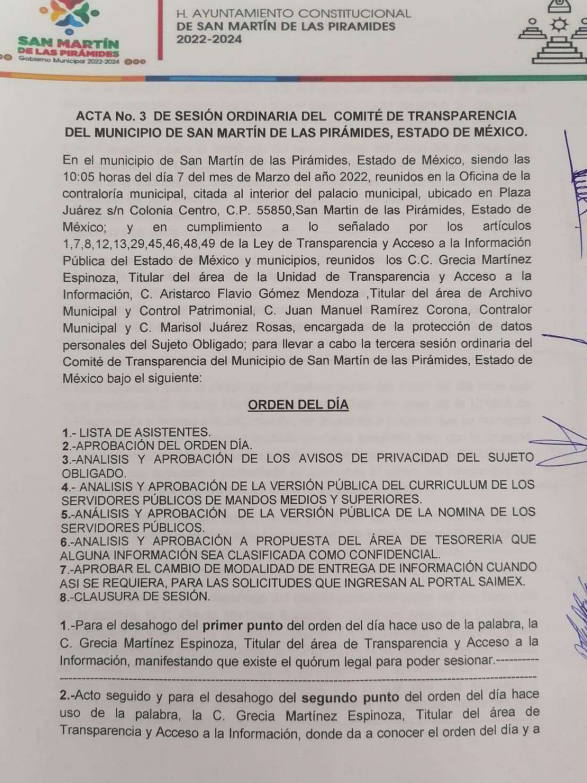 SAN MARTÍN
DE LAS PIRÁMIDES
Gobierno Municipal 2022-2024
H. AYUNTAMIENTO CONSTITUCIONAL
DE SAN MARTÍN DE LAS PIRAMIDES
2022-2024
ACTA No. 3 DE SESIÓN ORDINARIA DEL COMITÉ DE TRANSPARENCIA
DEL MUNICIPIO DE SAN MARTÍN DE LAS PIRÁMIDES, ESTADO DE MÉXICO.
En el municipio de San Martín de las Pirámides, Estado de México, siendo las
10:05 horas del día 7 del mes de Marzo del año 2022, reunidos en la Oficina de la
contraloría municipal, citada al interior del palacio municipal, ubicado en Plaza
Juárez s/n Colonia Centro, C.P. 55850,San Martin de las Pirámides, Estado de
México; y en cumplimiento a lo señalado por los artículos
1,7,8,12,13,29,45,46,48,49 de la Ley de Transparencia y Acceso a la Información
Pública del Estado de México y municipios, reunidos los C.C. Grecia Martínez
Espinoza, Titular del área de la Unidad de Transparencia y Acceso a la
Información, C. Aristarco Flavio Gómez Mendoza ,Titular del área de Archivo
Municipal y Control Patrimonial, C. Juan Manuel Ramírez Corona, Contralor
Municipal y C. Marisol Juárez Rosas, encargada de la protección de datos
personales del Sujeto Obligado; para llevar a cabo la tercera sesión ordinaria del
Comité de Transparencia del Municipio de San Martín de las Pirámides, Estado de
México bajo el siguiente:
ORDEN DEL DÍA
1.- LISTA DE ASISTENTES.
2.-APROBACIÓN DEL ORDEN DÍA.
3.-ANALISIS Y APROBACIÓN DE LOS AVISOS DE PRIVACIDAD DEL SUJETO
OBLIGADO.
4.- ANALISIS Y APROBACIÓN DE LA VERSIÓN PÚBLICA DEL CURRICULUM DE LOS
SERVIDORES PÚBLICOS DE MANDOS MEDIOS Y SUPERIORES.
5.-ANÁLISIS Y APROBACIÓN DE LA VERSIÓN PÚBLICA DE LA NOMINA DE LOS
SERVIDORES PÚBLICOS.
6.-ANALISIS Y APROBACIÓN A PROPUESTA DEL ÁREA DE TESORERIA QUE
ALGUNA INFORMACIÓN SEA CLASIFICADA COMO CONFIDENCIAL.
7.-APROBAR EL CAMBIO DE MODALIDAD DE ENTREGA DE INFORMACIÓN CUANDO
ASI SE REQUIERA, PARA LAS SOLICITUDES QUE INGRESAN AL PORTAL SAIMEX.
8.-CLAUSURA DE SESIÓN.
1.-Para el desahogo del primer punto del orden del día hace uso de la palabra, la
C. Grecia Martínez Espinoza, Titular del área de Transparencia y Acceso a la
Información, manifestando que existe el quórum legal para poder sesionar.----------
2.-Acto seguido y para el desahogo del segundo punto del orden del día hace
uso de la palabra, la C. Grecia Martínez Espinoza, Titular del área de
Transparencia y Acceso a la Información, donde da a conocer el orden del día y a